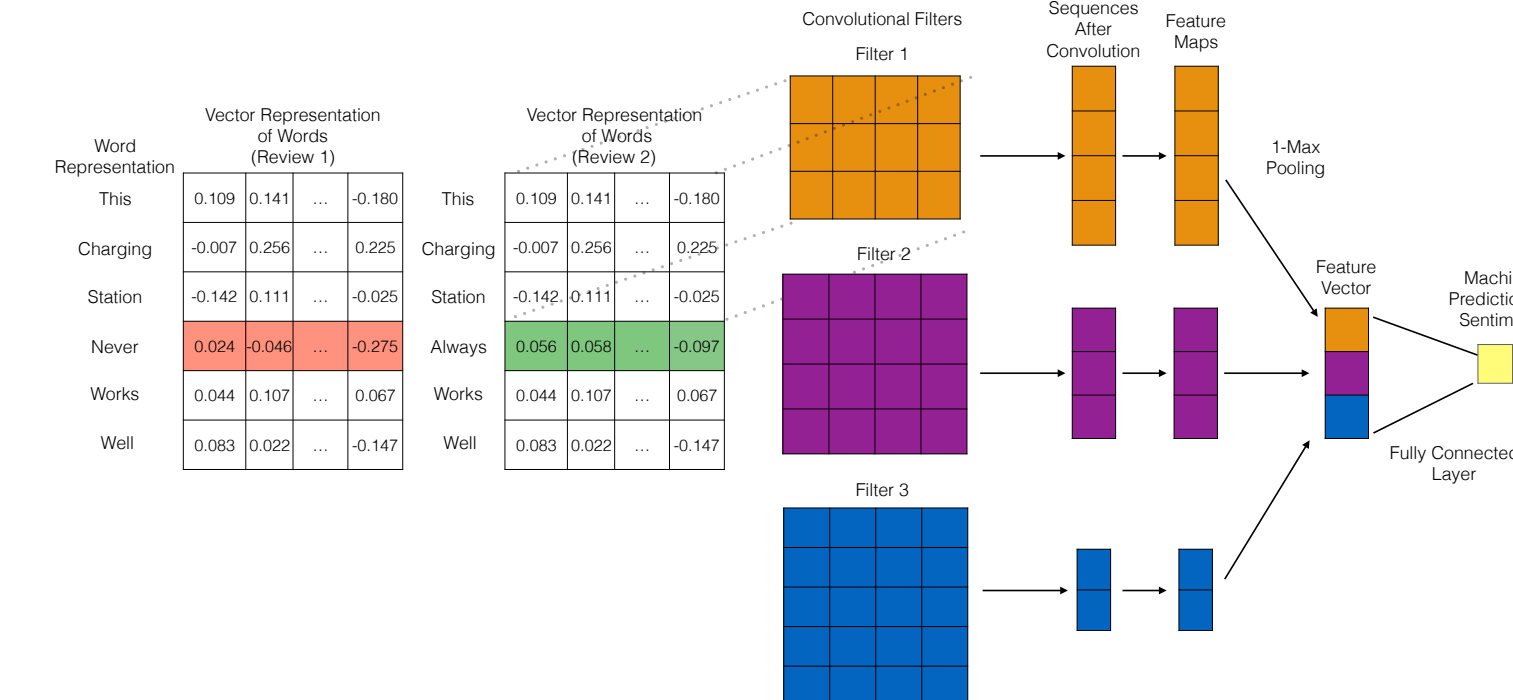 Convolutional Filters
Sequences
After
Convolution
Feature
Maps
Filter 1
Vector Representation
of Words
(Review 1)
Vector Representation
of Words
(Review 2)
Word
Representation
1-Max
Pooling
This 0.109 0.141 … -0.180 This 0.109 0.141 … -0.180
Charging -0.007 0.256 … 0.225 Charging -0.007 0.256 … 0.225
Filter 2
Station -0.142 0.111 … -0.025 Station -0.142 0.111 … -0.025
Feature
Vector
Machi
Predictio
Sentim
Never 0.024 -0.046 … -0.275 Always 0.056 0.058 … -0.097
Works 0.044 0.107 … 0.067 Works 0.044 0.107 … 0.067
Well 0.083 0.022 … -0.147 Well 0.083 0.022 … -0.147
Fully Connected
Layer
Filter 3